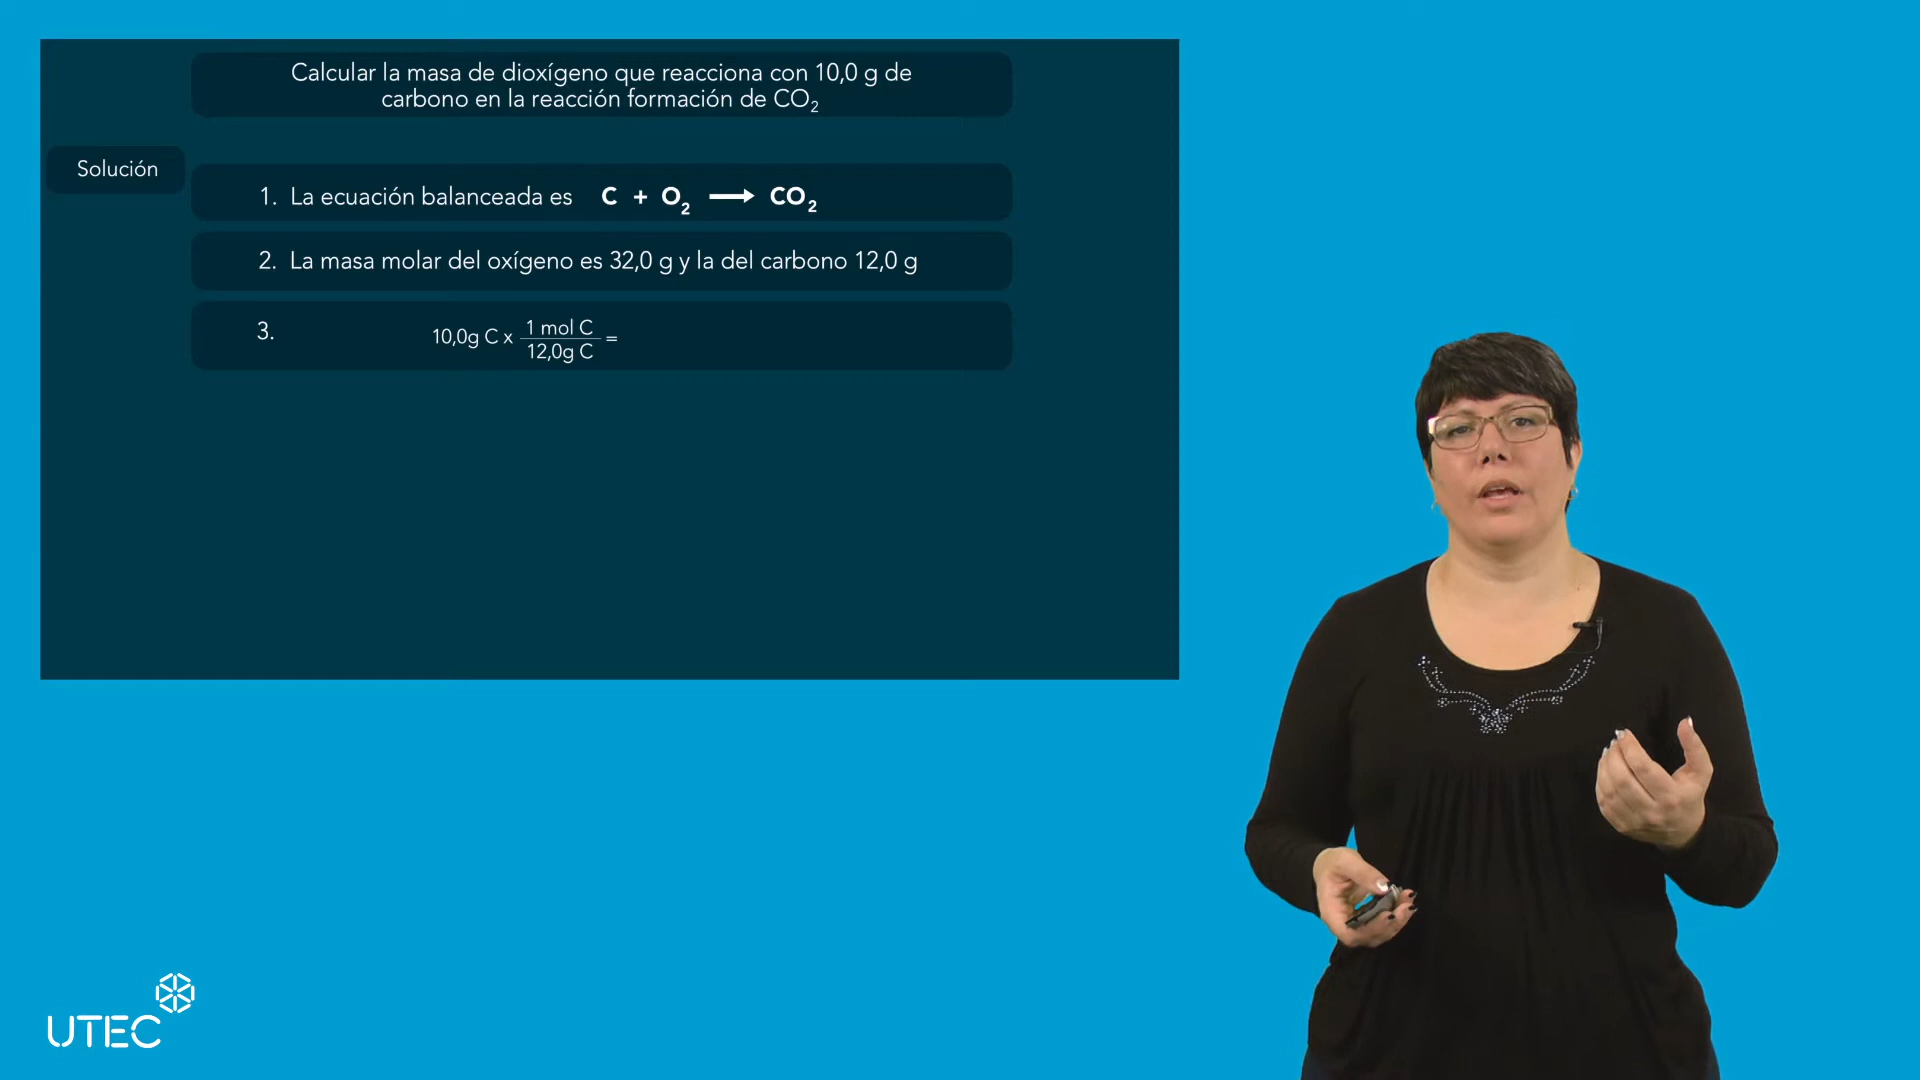 Calcular la masa de dioxígeno que reacciona con 10,0 g de
carbono en la reacción formación de CO₂
Solución
1. La ecuación balanceada es C + O₂ ⟶ CO₂
2. La masa molar del oxígeno es 32,0 g y la del carbono 12,0 g
3. 10,0g C x 1 mol C / 12,0g C =
UTEC